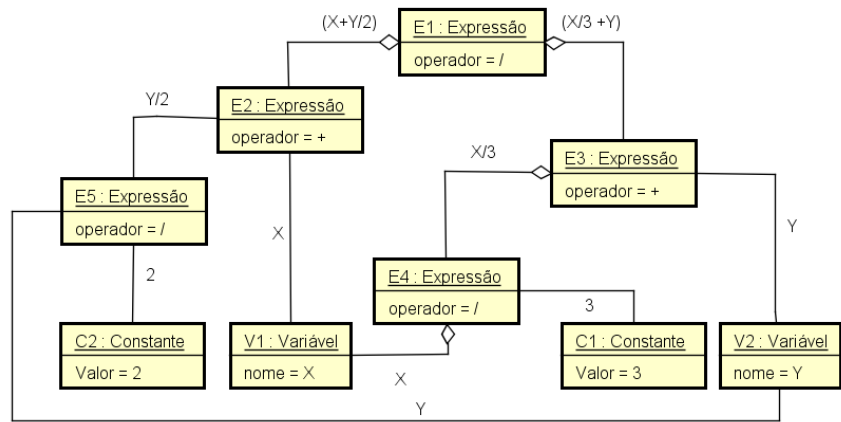 (X+Y/2)
E1 : Expressão
operador = /
(X/3 +Y)
Y/2
E2 : Expressão
operador = +
X/3
E3 : Expressão
operador = +
E5 : Expressão
operador = /
X
Y
2
E4 : Expressão
operador = /
3
C2 : Constante
Valor = 2
V1 : Variável
nome = X
X
C1 : Constante
Valor = 3
V2 : Variável
nome = Y
Y